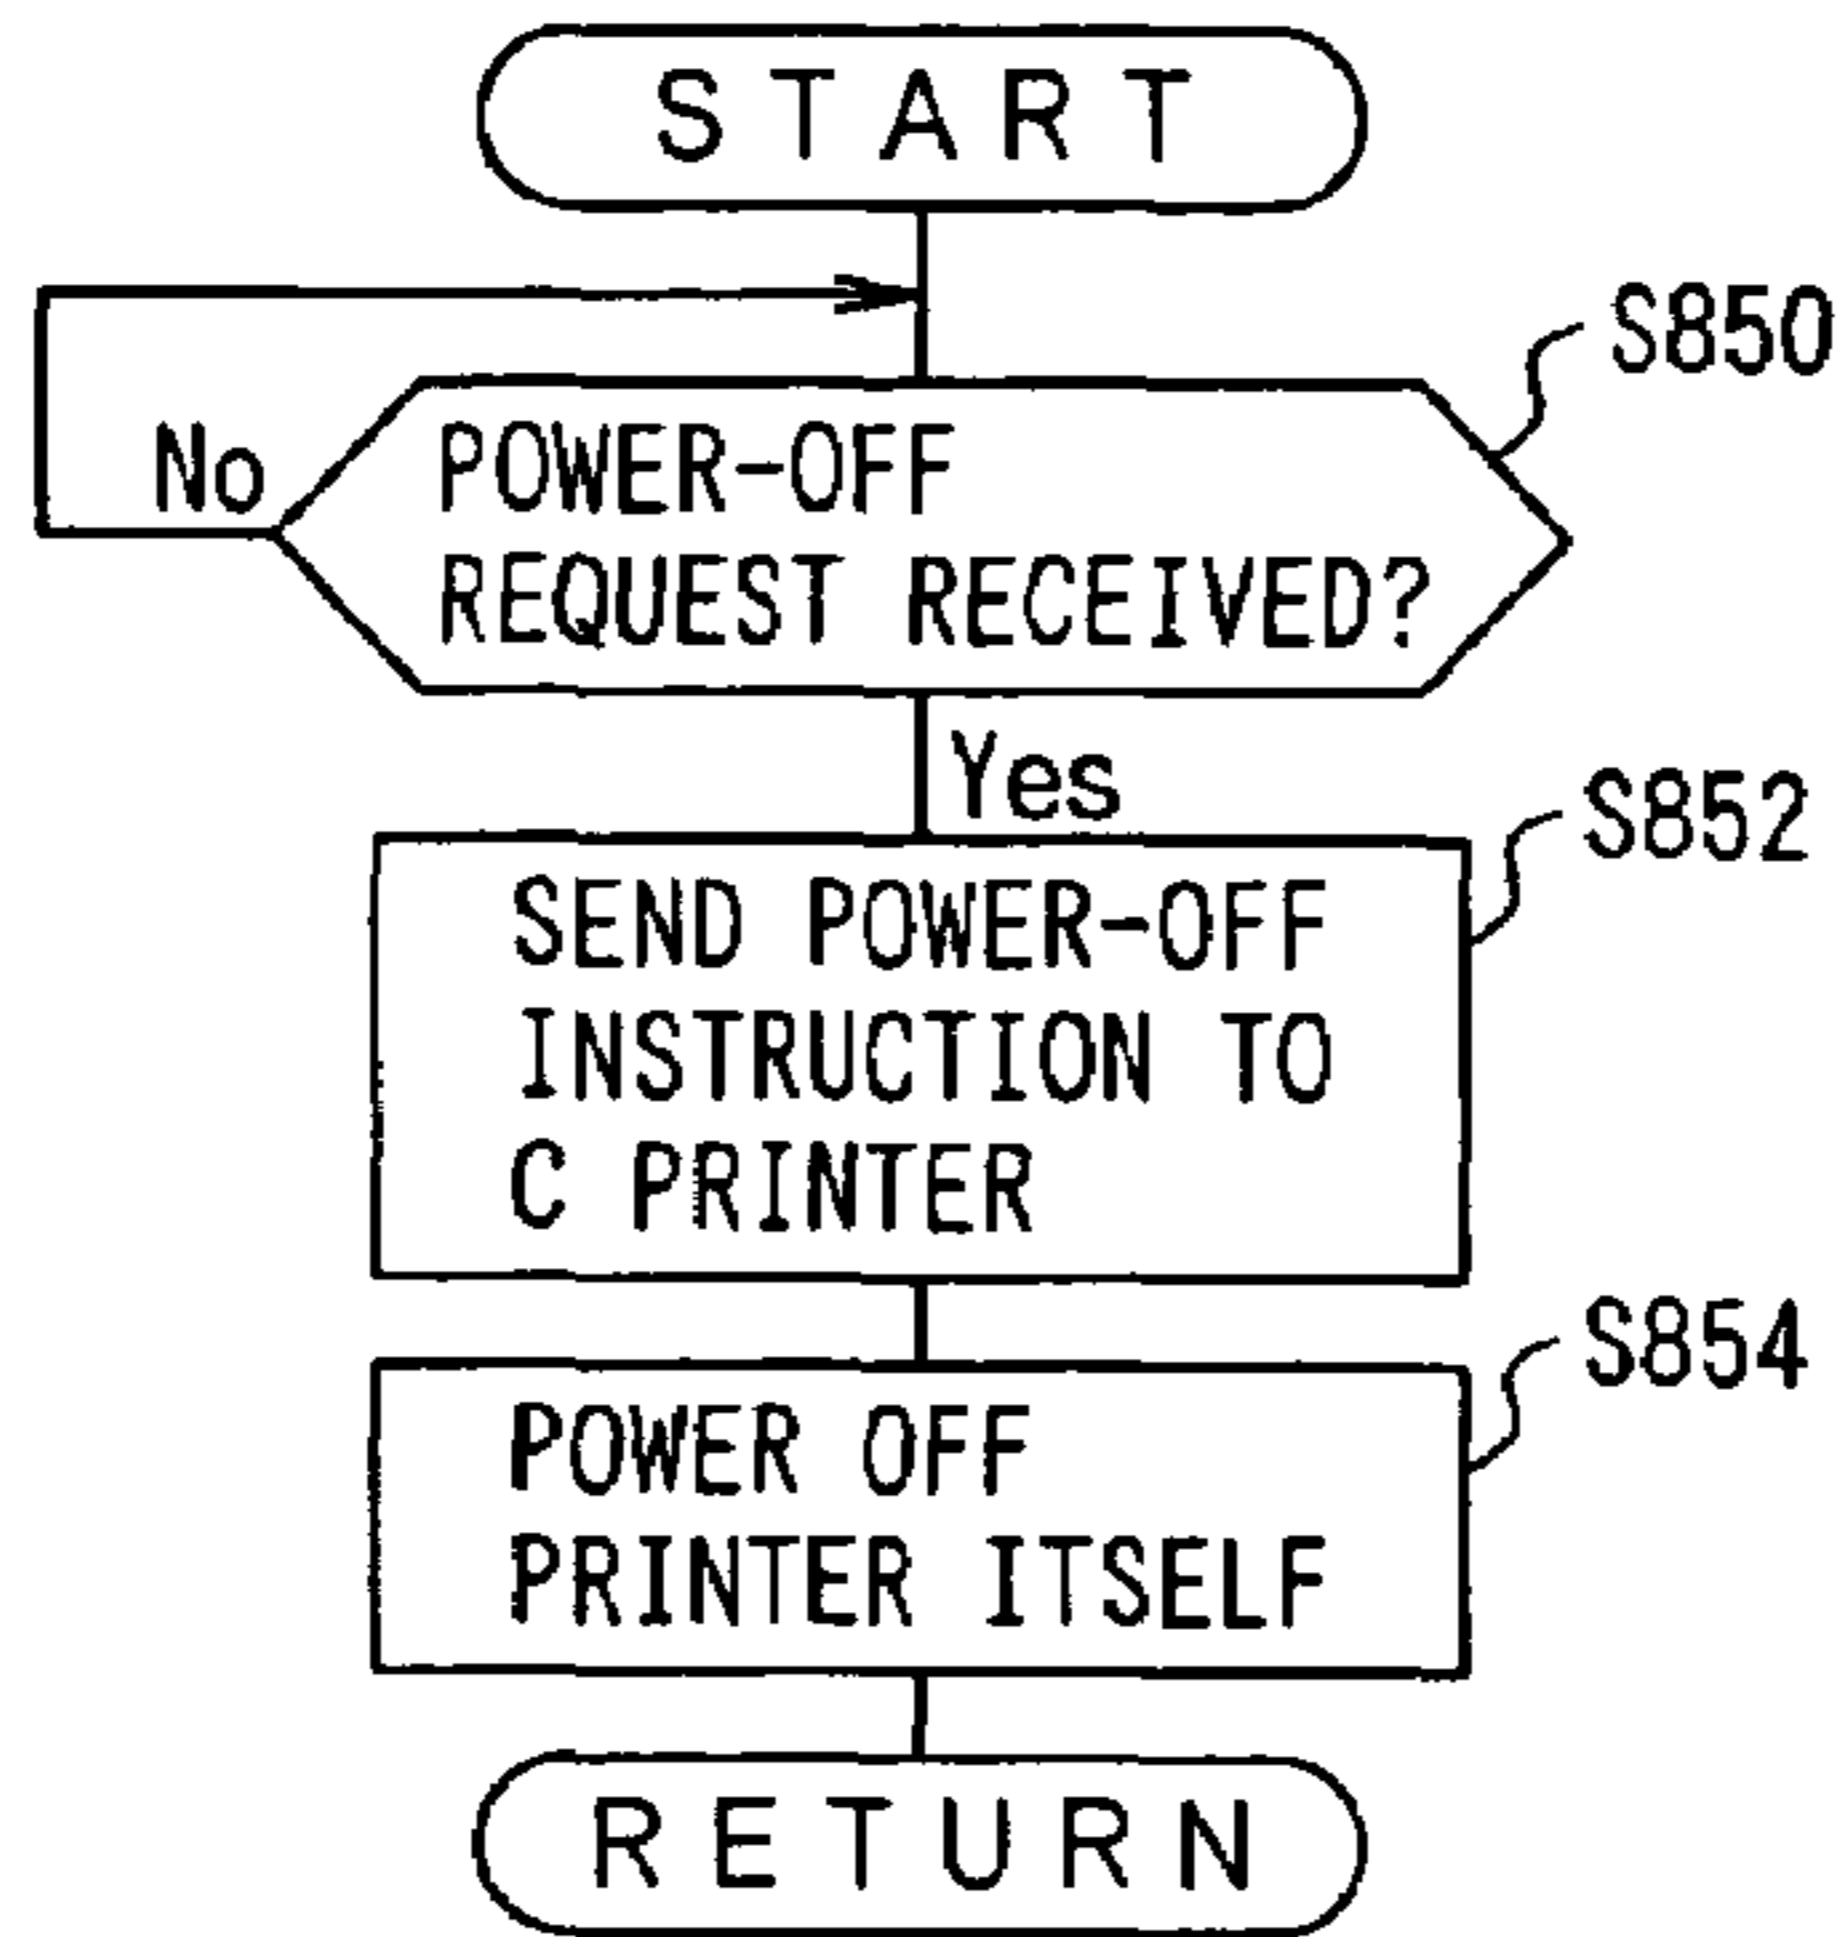 START
S850
No
POWER-OFF
REQUEST RECEIVED?
Yes
S852
SEND POWER-OFF
INSTRUCTION TO
C PRINTER
S854
POWER OFF
PRINTER ITSELF
RETURN